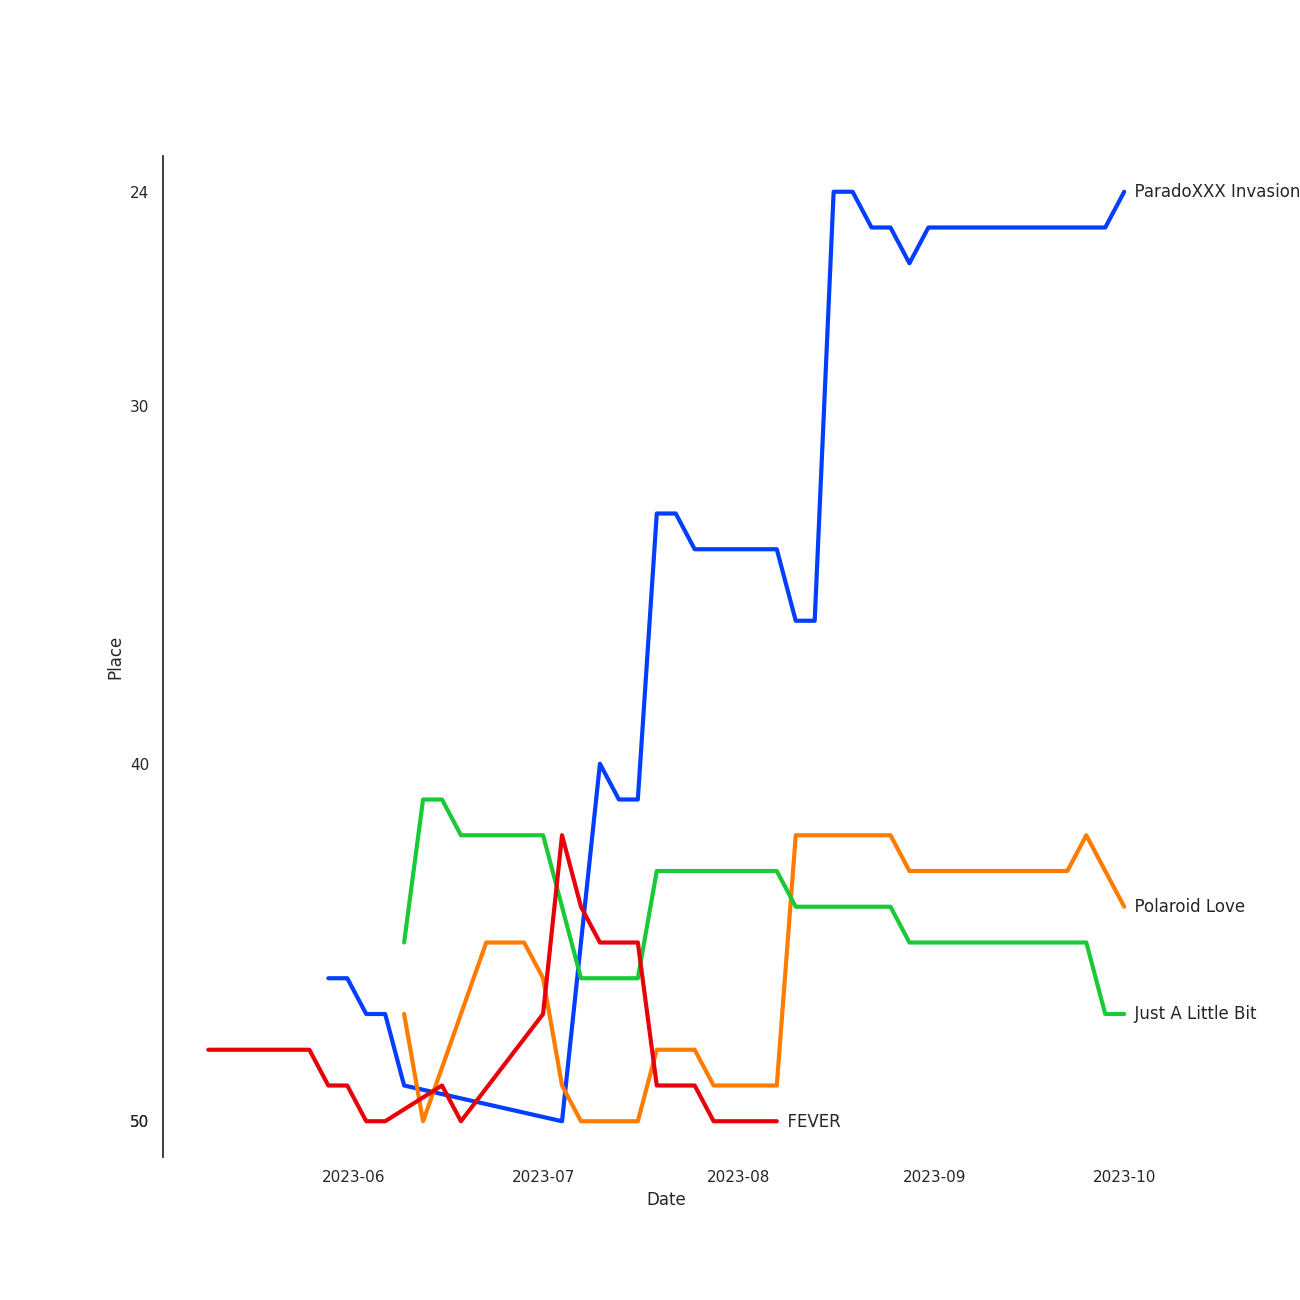 24
30
40
50
Place
ParadoXXX Invasion
Polaroid Love
Just A Little Bit
FEVER
2023-06
2023-07
2023-08
2023-09
2023-10
Date